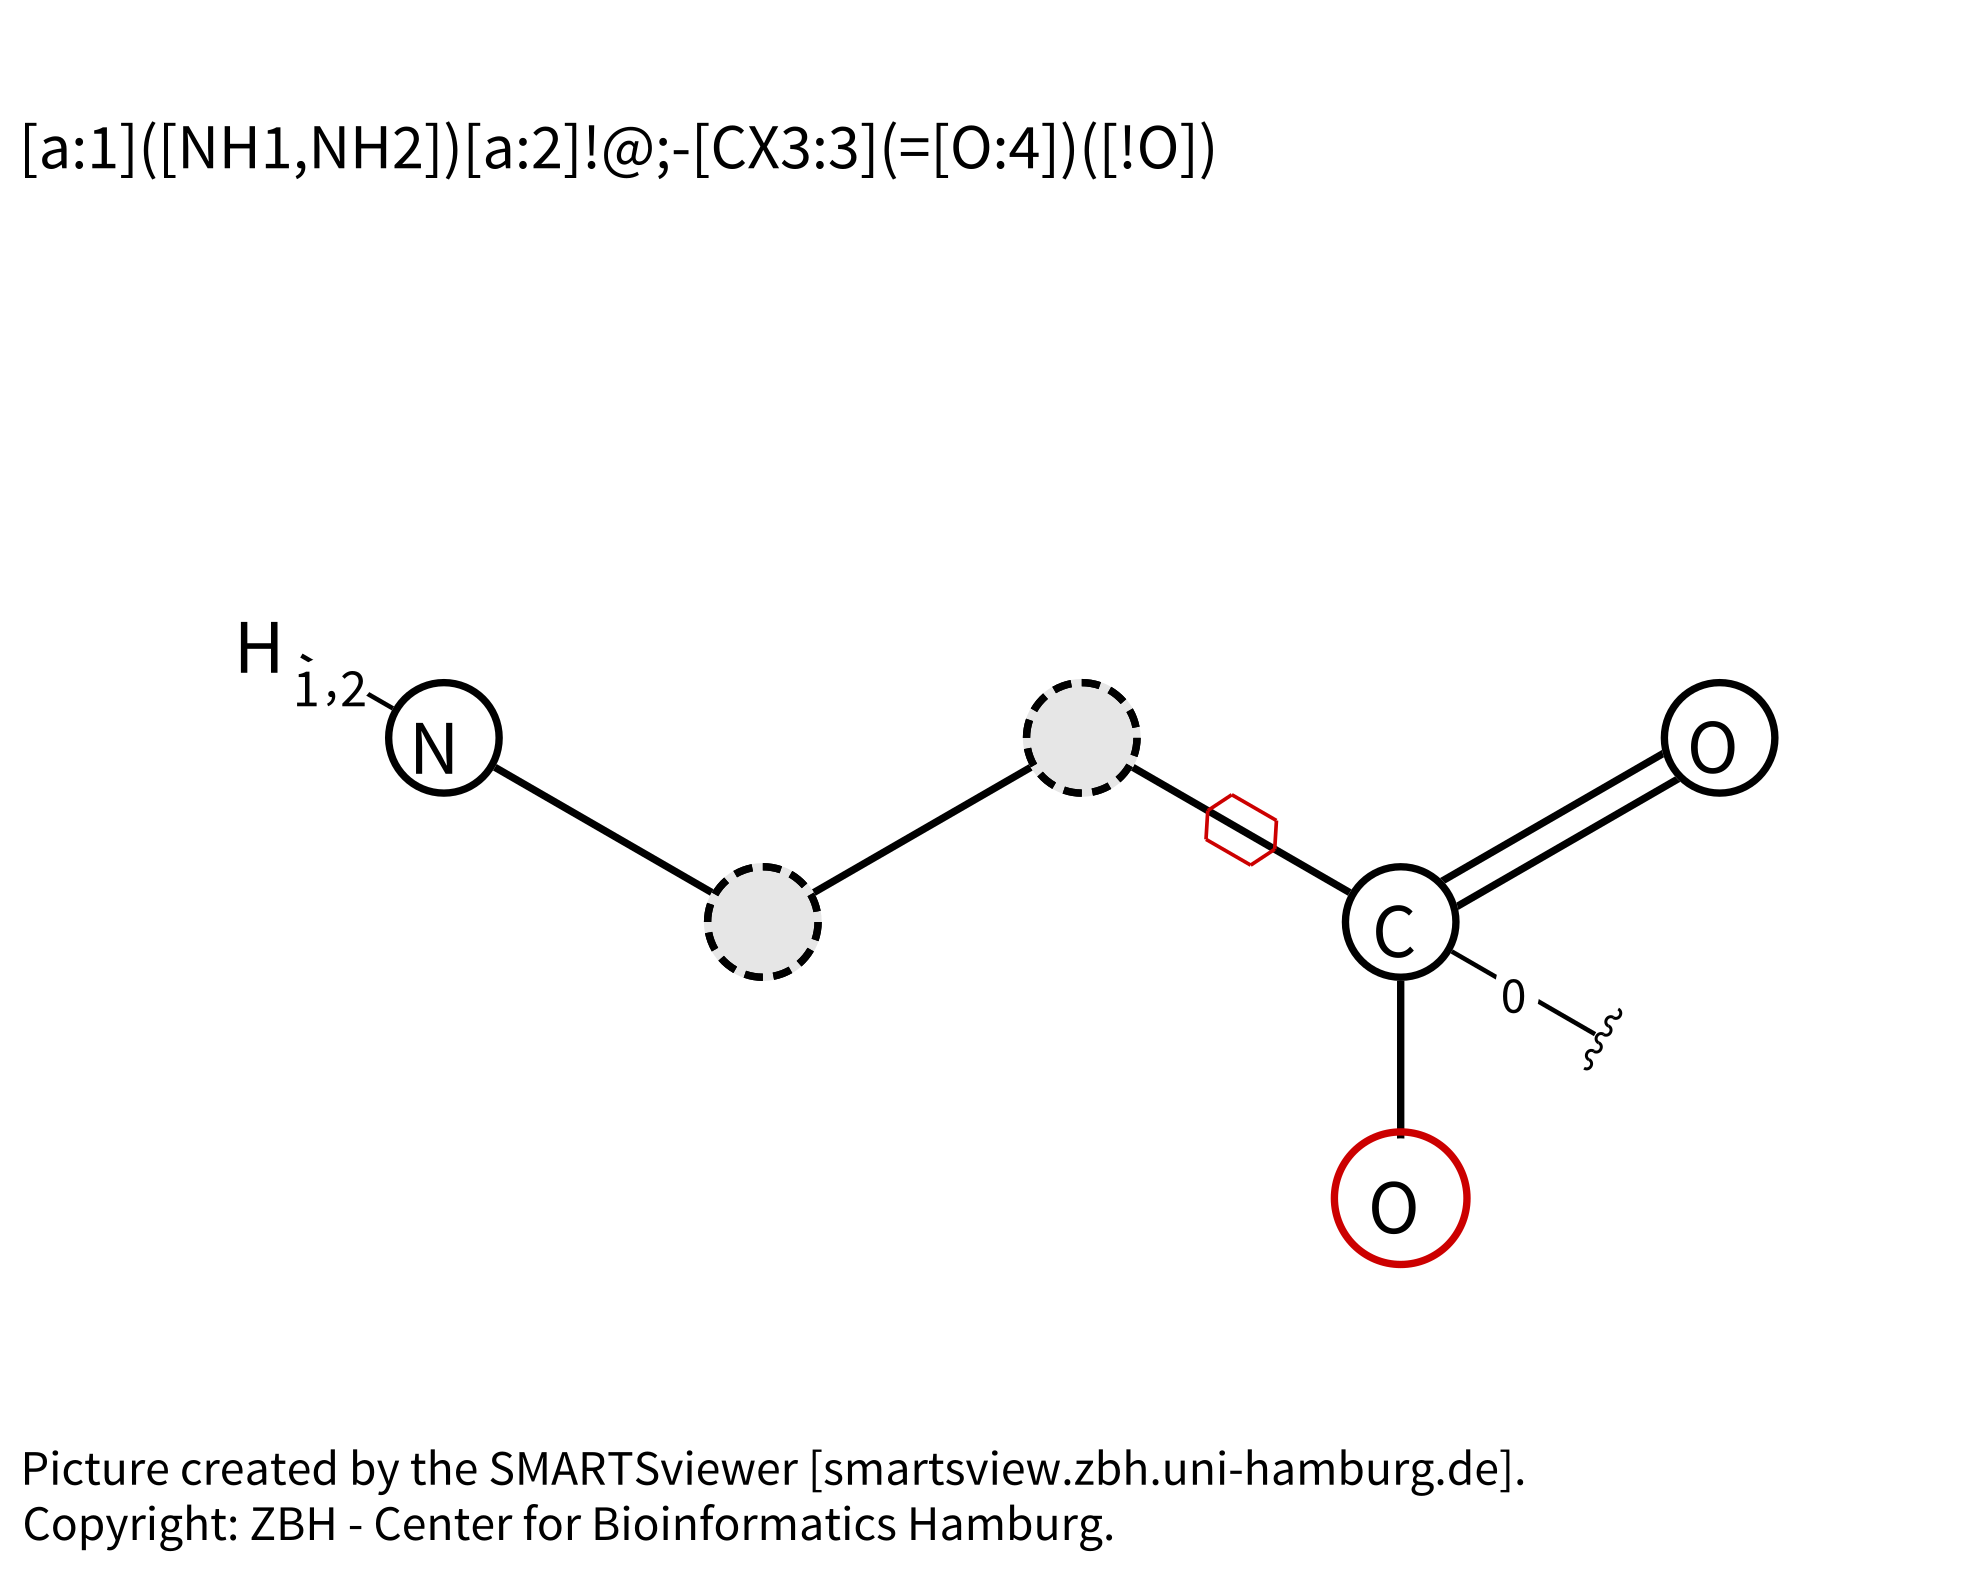 [a:1]([NH1,NH2])[a:2]!@;-[CX3:3](=[O:4])([!O])
H
1,2
N
O
C
0
O
Picture created by the SMARTSviewer [smartsview.zbh.uni-hamburg.de].
Copyright: ZBH - Center for Bioinformatics Hamburg.